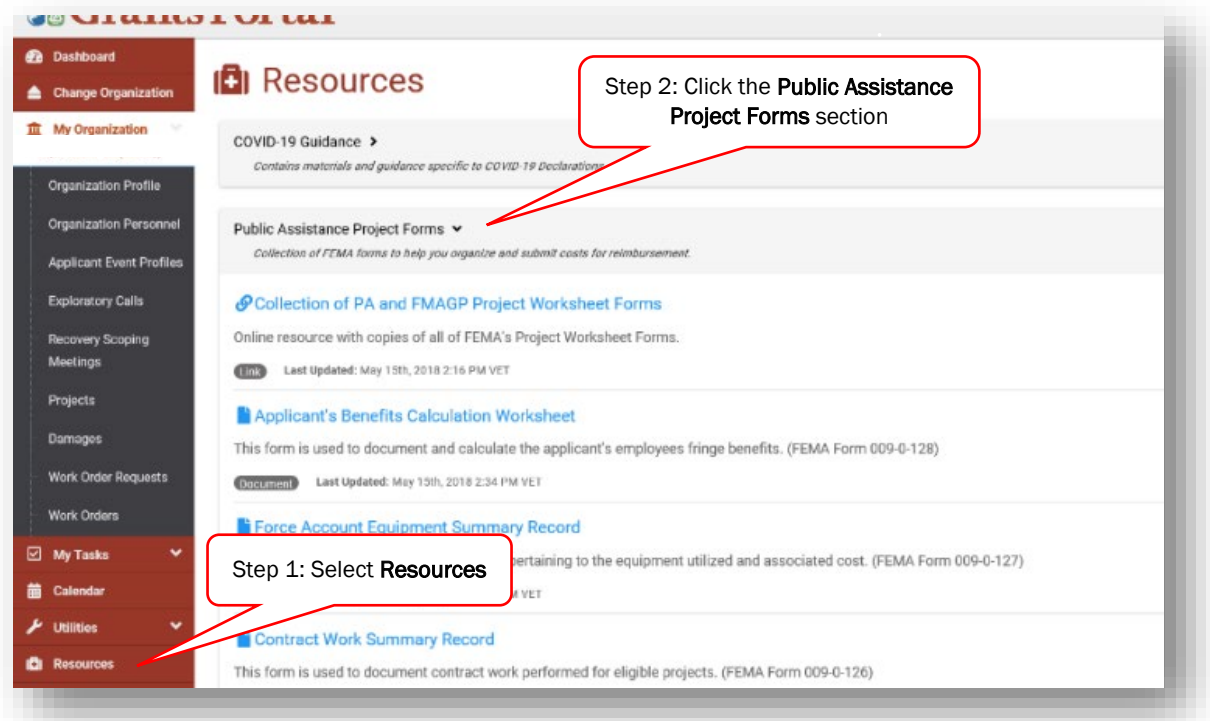 Grants Portal
Dashboard
Change Organization
My Organization
Organization Profile
Organization Personnel
Applicant Event Profiles
Exploratory Calls
Recovery Scoping
Meetings
Projects
Damages
Work Order Requests
Work Orders
My Tasks
Calendar
Utilities
Resources
Resources
Step 2: Click the Public Assistance
Project Forms section
COVID-19 Guidance
Contains materials and guidance specific to COVID-19 Declarations
Public Assistance Project Forms
Collection of FEMA forms to help you organize and submit costs for reimbursement.
Collection of PA and FMAGP Project Worksheet Forms
Online resource with copies of all of FEMA's Project Worksheet Forms.
Link Last Updated: May 15th, 2018 2:16 PM VET
Applicant's Benefits Calculation Worksheet
This form is used to document and calculate the applicant's employees fringe benefits. (FEMA Form 009-0-128)
Document Last Updated: May 15th, 2018 2:34 PM VET
Force Account Equipment Summary Record
pertaining to the equipment utilized and associated cost. (FEMA Form 009-0-127)
Step 1: Select Resources
VET
Contract Work Summary Record
This form is used to document contract work performed for eligible projects. (FEMA Form 009-0-126)